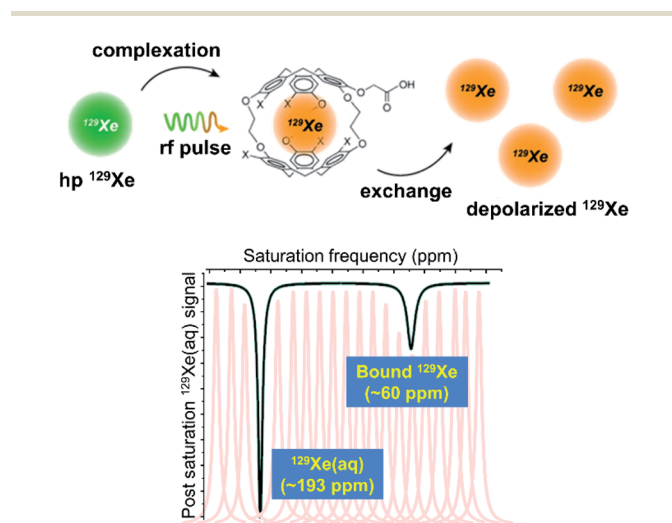 complexation
129Xe
hp 129Xe
rf pulse
X
X
X
X
X
X
O
O
O
O
O
O
OH
O
129Xe
exchange
129Xe
129Xe
129Xe
depolarized 129Xe
Saturation frequency (ppm)
Post saturation 129Xe(aq) signal
Bound 129Xe
(~60 ppm)
129Xe(aq)
(~193 ppm)